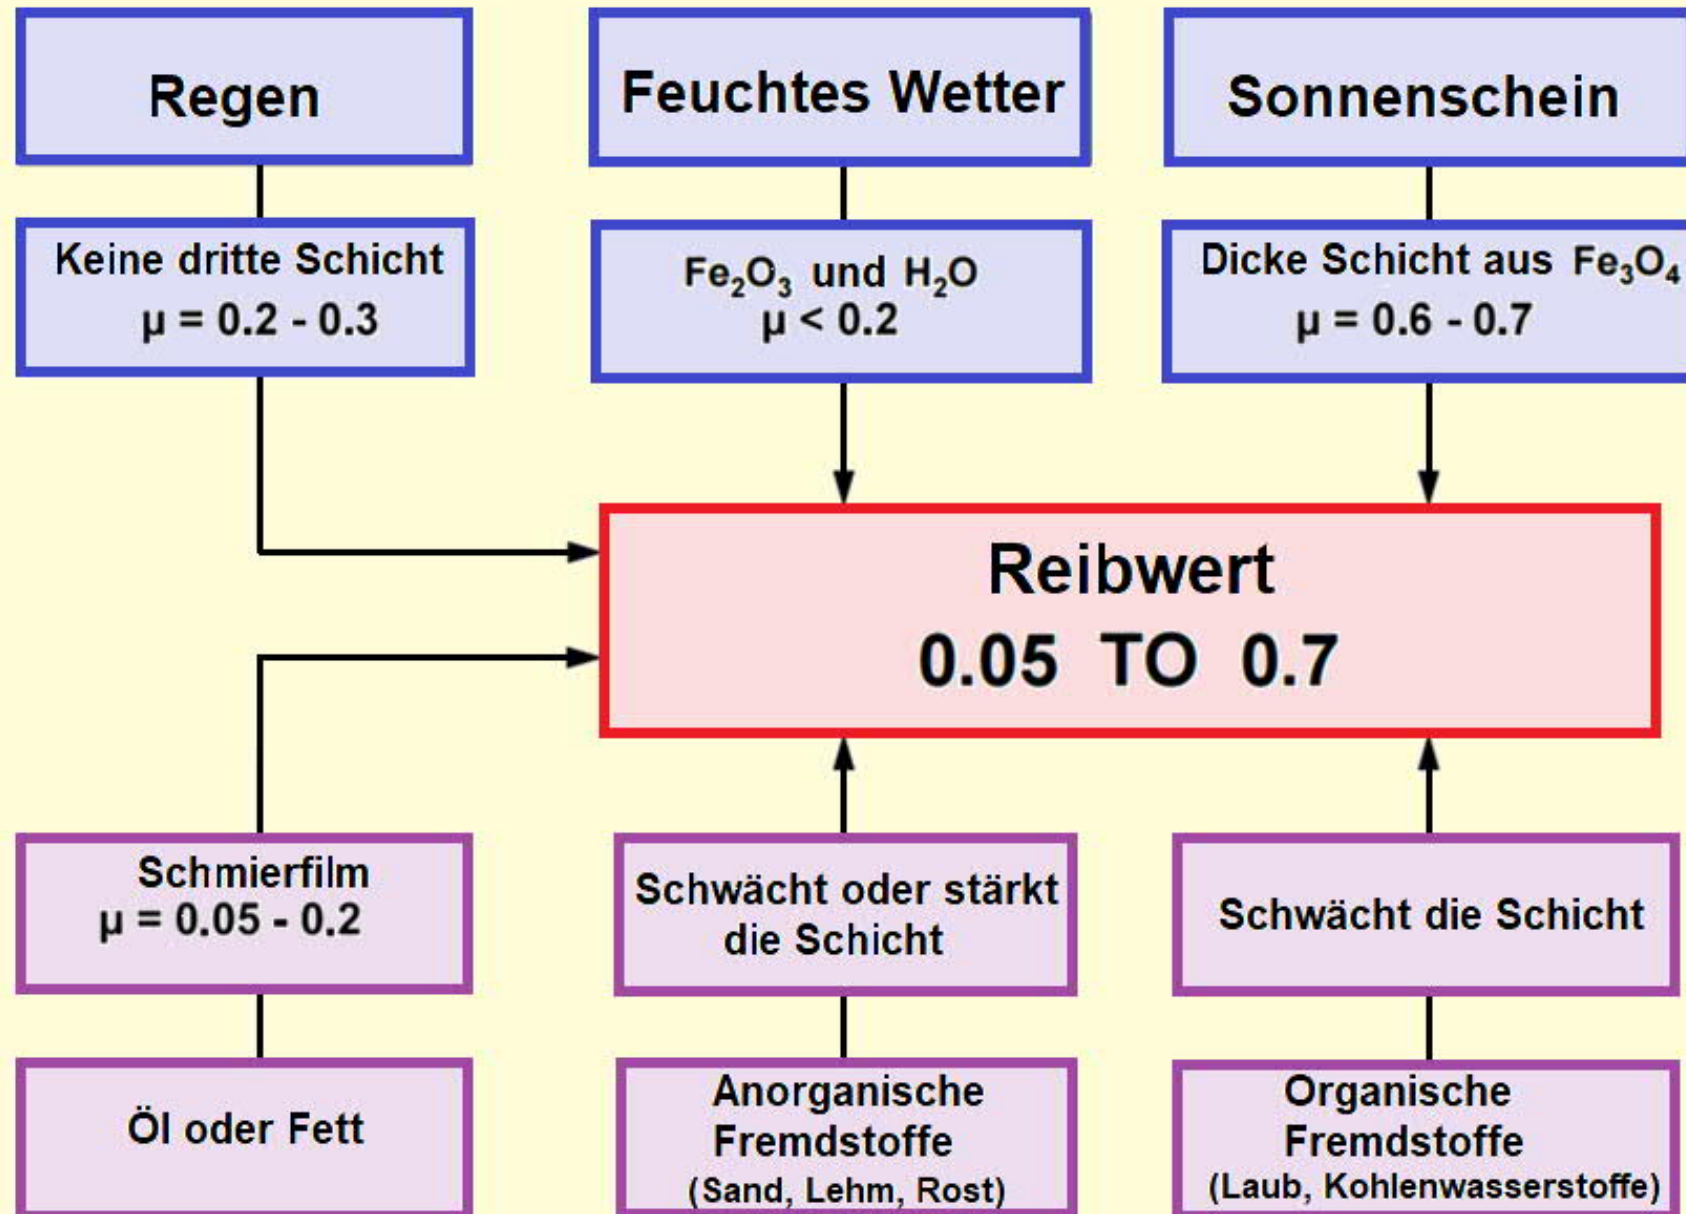 Regen
Feuchtes Wetter
Sonnenschein
Keine dritte Schicht
μ = 0.2 - 0.3
Fe₂O₃ und H₂O
μ < 0.2
Dicke Schicht aus Fe₃O₄
μ = 0.6 - 0.7
Reibwert
0.05 TO 0.7
Schmierfilm
μ = 0.05 - 0.2
Schwächt oder stärkt
die Schicht
Schwächt die Schicht
Öl oder Fett
Anorganische
Fremdstoffe
(Sand, Lehm, Rost)
Organische
Fremdstoffe
(Laub, Kohlenwasserstoffe)